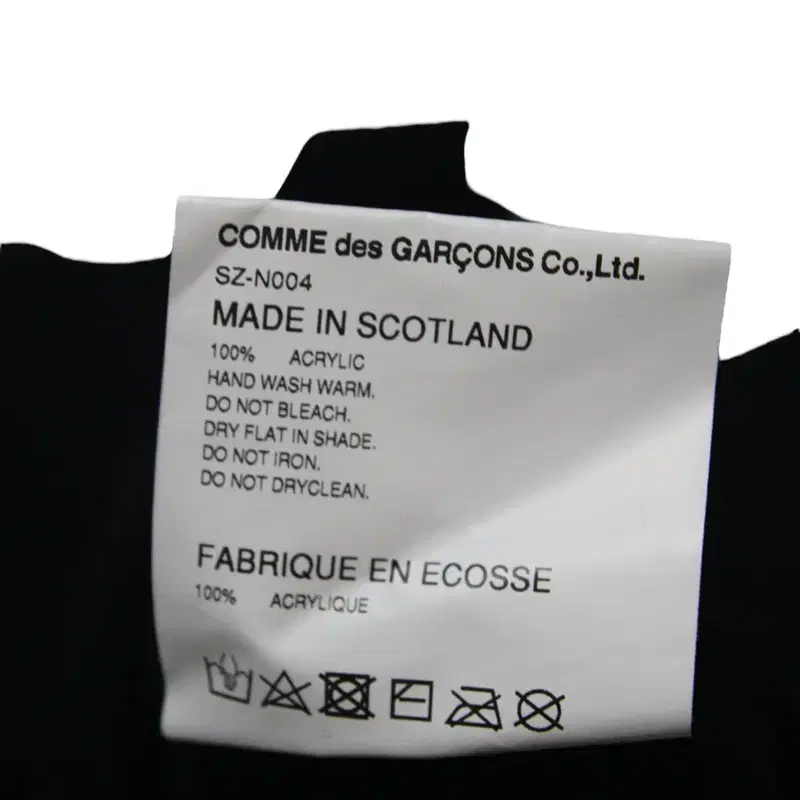 COMME des GARÇONS Co.,Ltd.
SZ-N004
MADE IN SCOTLAND
100% ACRYLIC
HAND WASH WARM.
DO NOT BLEACH.
DRY FLAT IN SHADE.
DO NOT IRON.
DO NOT DRYCLEAN.
FABRIQUE EN ECOSSE
100% ACRYLIQUE